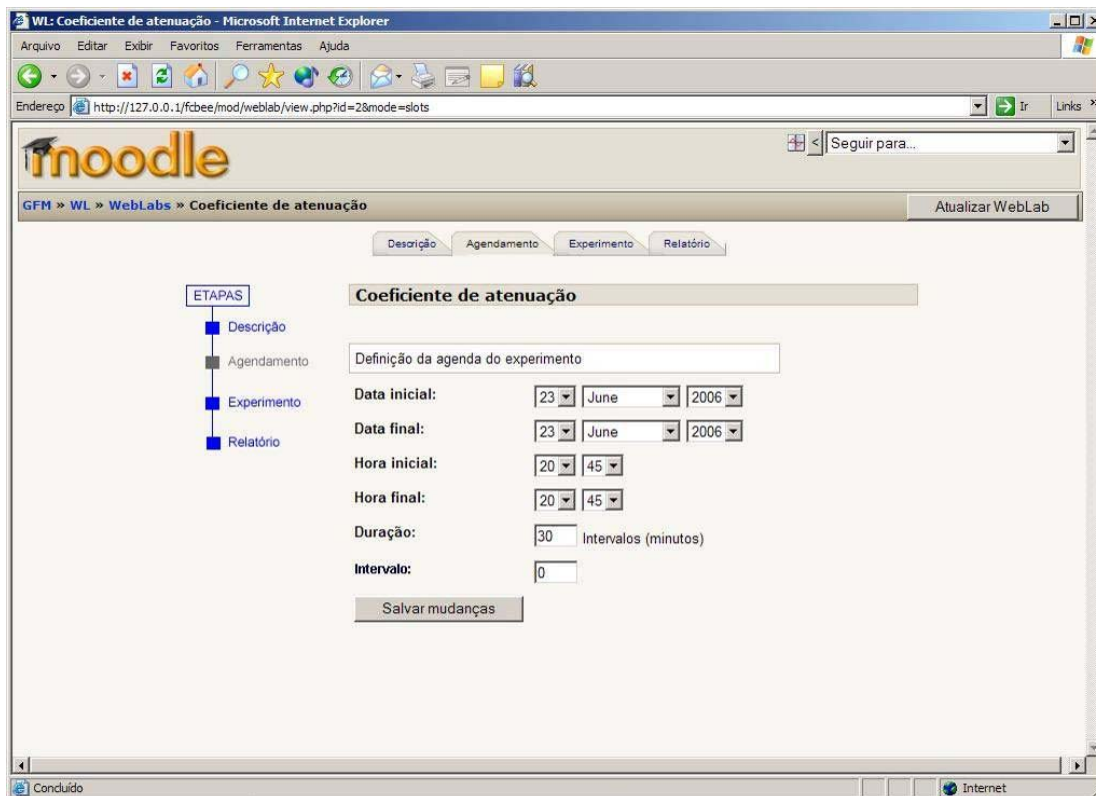 WL: Coeficiente de atenuação - Microsoft Internet Explorer
Arquivo Editar Exibir Favoritos Ferramentas Ajuda
Endereço http://127.0.0.1/fcbee/mod/weblab/view.php?id=2&mode=slots Ir Links »
moodle
< Seguir para...
GFM » WL » WebLabs » Coeficiente de atenuação Atualizar WebLab
Descrição Agendamento Experimento Relatório
ETAPAS
Descrição
Agendamento
Experimento
Relatório
Coeficiente de atenuação
Definição da agenda do experimento
Data inicial: 23 June 2006
Data final: 23 June 2006
Hora inicial: 20 45
Hora final: 20 45
Duração: 30 Intervalos (minutos)
Intervalo: 0
Salvar mudanças
Concluído Internet